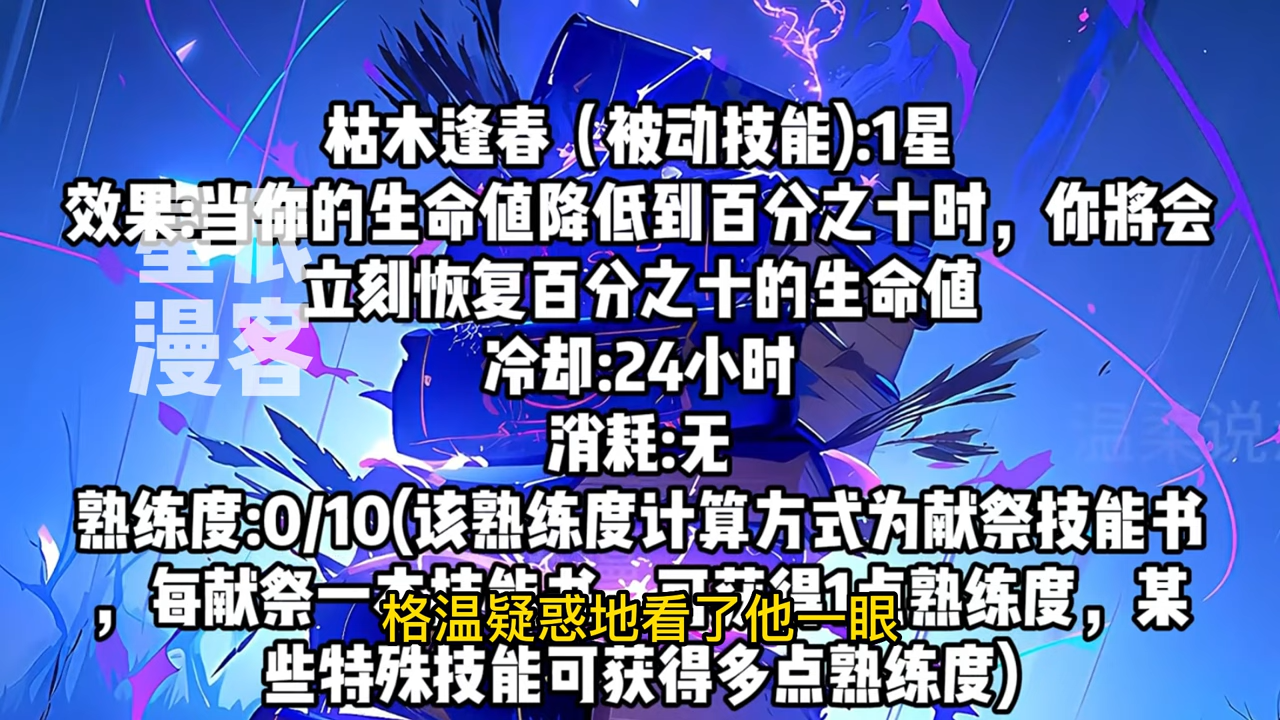 枯木逢春（被动技能):1星
效果:当你的生命值降低到百分之十时，你將会
立刻恢复百分之十的生命值
漫客
冷却:24小时
温柔说
消耗:无
熟练度:0/10(该熟练度计算方式为献祭技能书
，每献祭一本技能书，可获得1点熟练度，某
格温疑惑地看了他一眼
些特殊技能可获得多点熟练度)